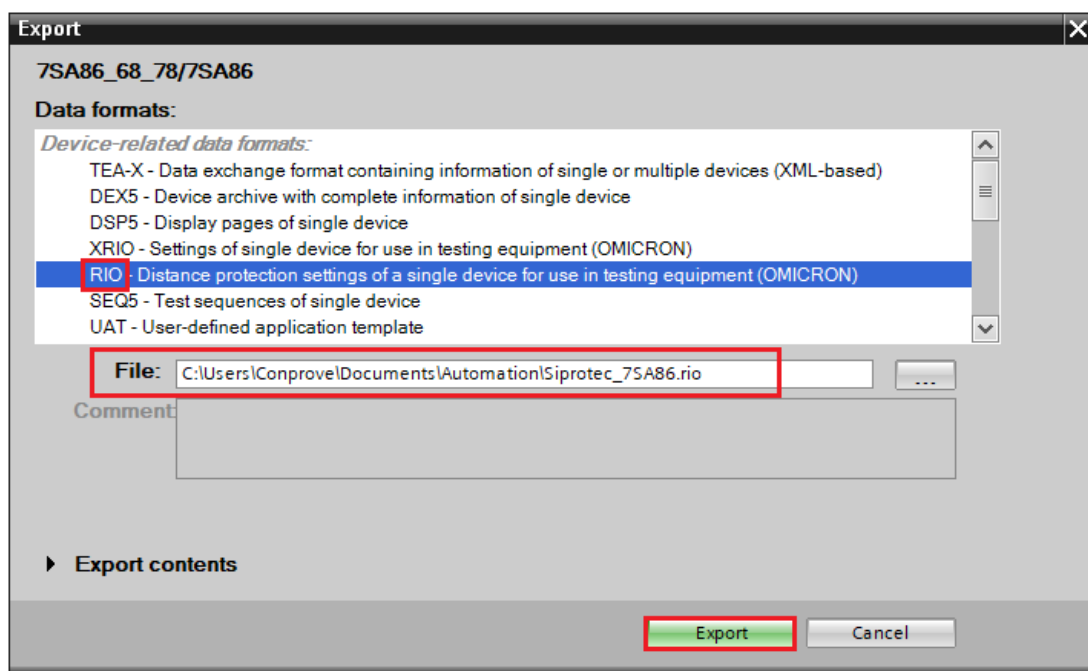 Export
7SA86_68_78/7SA86
Data formats:
Device-related data formats:
TEA-X - Data exchange format containing information of single or multiple devices (XML-based)
DEX5 - Device archive with complete information of single device
DSP5 - Display pages of single device
XRIO - Settings of single device for use in testing equipment (OMICRON)
RIO - Distance protection settings of a single device for use in testing equipment (OMICRON)
SEQ5 - Test sequences of single device
UAT - User-defined application template
File: C:\Users\Conprove\Documents\Automation\Siprotec_7SA86.rio ...
Comment:
Export contents
Export Cancel